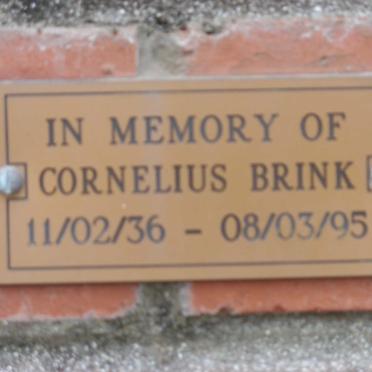 IN MEMORY OF
CORNELIUS BRINK
11/02/36 - 08/03/95